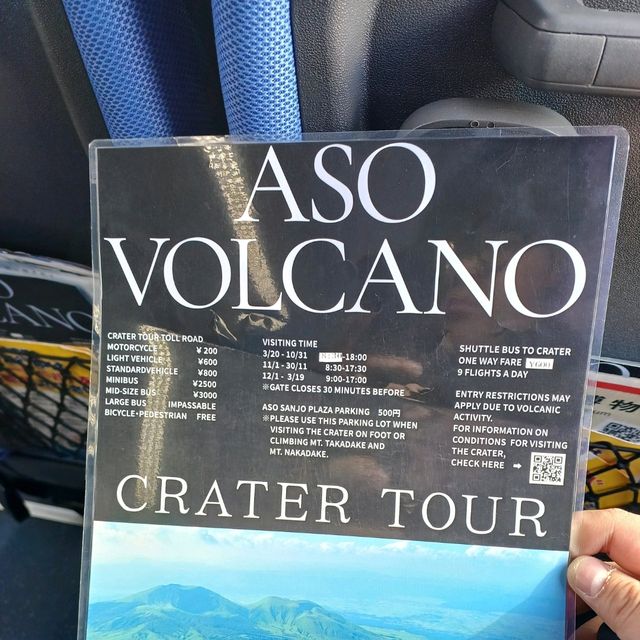 ASO
VOLCANO
CRATER TOUR TOLL ROAD
MOTORCYCLE ¥200
LIGHT VEHICLE ¥600
STANDARDVEHICLE ¥800
MINIBUS ¥2500
MID-SIZE BUS ¥3000
LARGE BUS IMPASSABLE
BICYCLE・PEDESTRIAN FREE
VISITING TIME
3/20 - 10/31 -18:00
11/1 - 30/11 8:30-17:30
12/1 - 3/19 9:00-17:00
※GATE CLOSES 30 MINUTES BEFORE
ASO SANJO PLAZA PARKING 500円
※PLEASE USE THIS PARKING LOT WHEN
VISITING THE CRATER ON FOOT OR
CLIMBING MT. TAKADAKE AND
MT. NAKADAKE.
SHUTTLE BUS TO CRATER
ONE WAY FARE
9 FLIGHTS A DAY
ENTRY RESTRICTIONS MAY
APPLY DUE TO VOLCANIC
ACTIVITY.
FOR INFORMATION ON
CONDITIONS FOR VISITING
THE CRATER,
CHECK HERE →
CRATER TOUR